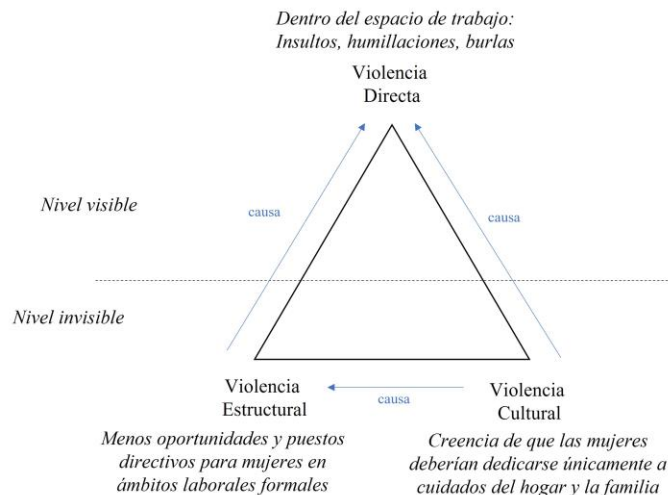 Dentro del espacio de trabajo:
Insultos, humillaciones, burlas
Violencia
Directa
causa
causa
Nivel visible
Nivel invisible
Violencia
Estructural
causa
Violencia
Cultural
Menos oportunidades y puestos
directivos para mujeres en
ámbitos laborales formales
Creencia de que las mujeres
deberían dedicarse únicamente a
cuidados del hogar y la familia